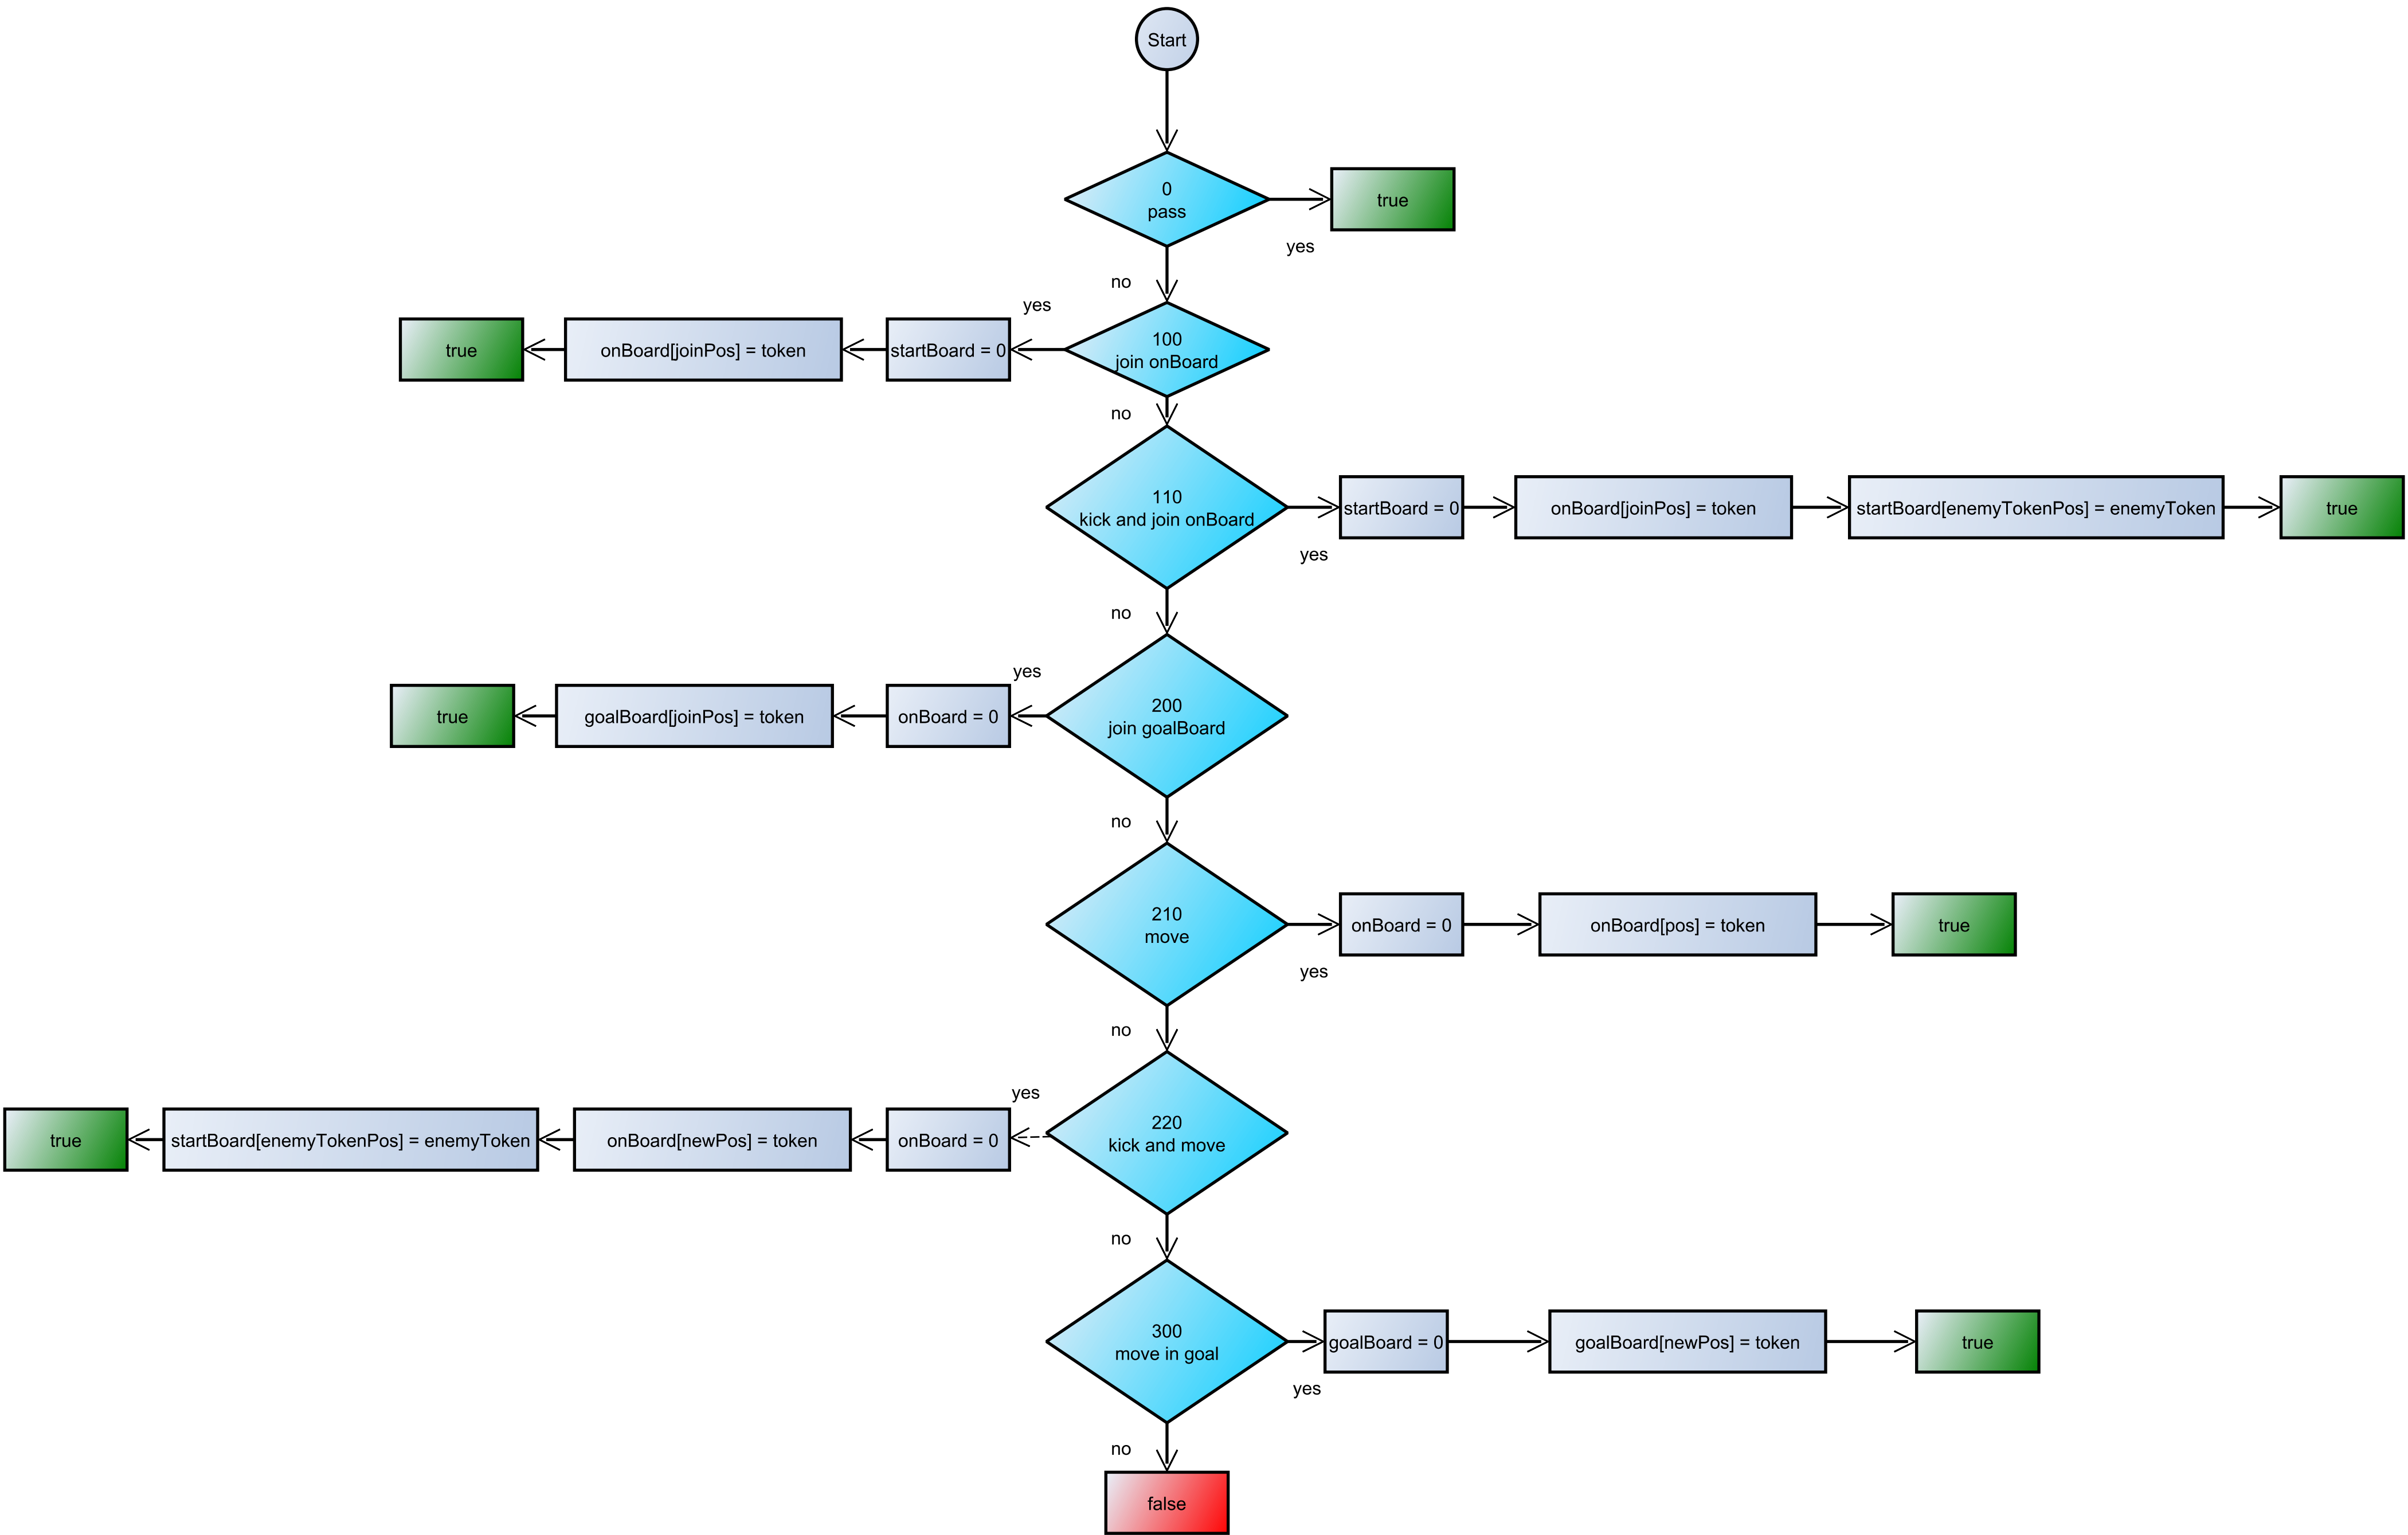 Start
0
pass
true
yes
no
yes
true
onBoard[joinPos] = token
startBoard = 0
100
join onBoard
no
110
kick and join onBoard
startBoard = 0
onBoard[joinPos] = token
startBoard[enemyTokenPos] = enemyToken
true
yes
no
yes
true
goalBoard[joinPos] = token
onBoard = 0
200
join goalBoard
no
210
move
onBoard = 0
onBoard[pos] = token
true
yes
no
yes
true
startBoard[enemyTokenPos] = enemyToken
onBoard[newPos] = token
onBoard = 0
220
kick and move
no
300
move in goal
goalBoard = 0
goalBoard[newPos] = token
true
yes
no
false